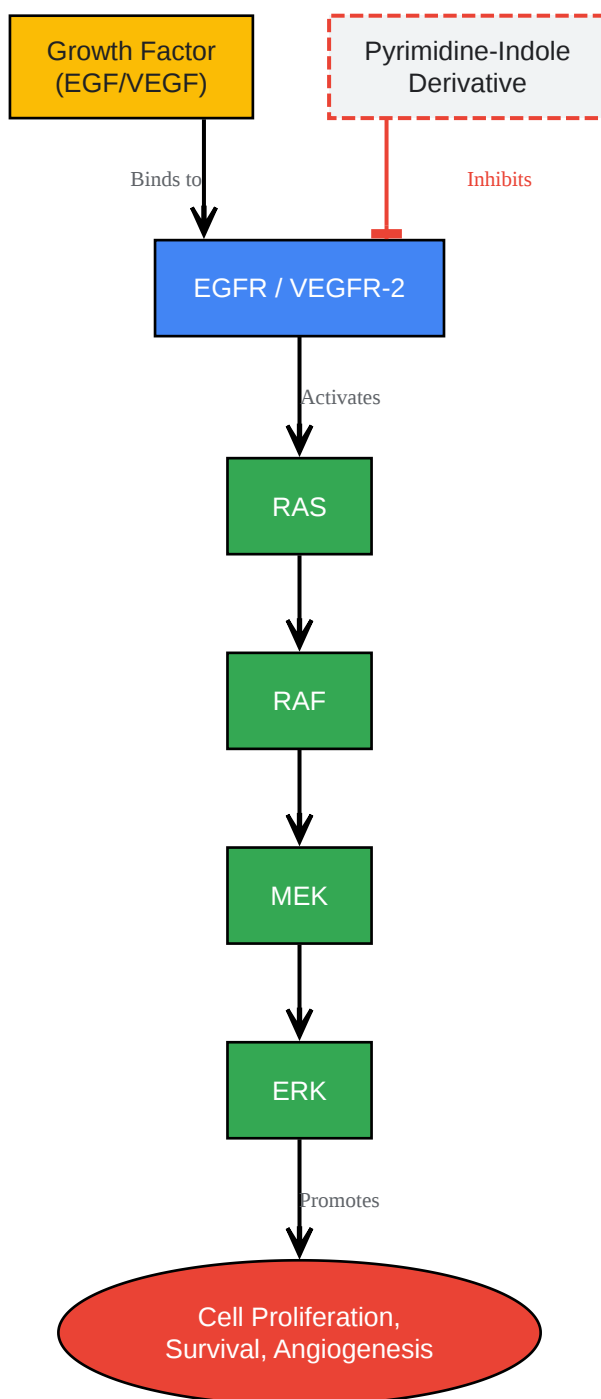 Growth Factor
(EGF/VEGF)
Pyrimidine-Indole
Derivative
Binds to
Inhibits
EGFR / VEGFR-2
Activates
RAS
RAF
MEK
ERK
Promotes
Cell Proliferation,
Survival, Angiogenesis